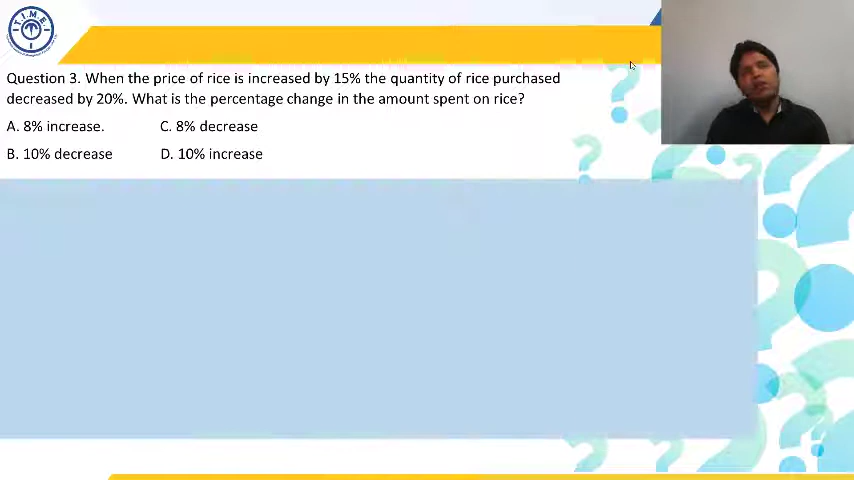 T.I.M.E.
Question 3. When the price of rice is increased by 15% the quantity of rice purchased
decreased by 20%. What is the percentage change in the amount spent on rice?
A. 8% increase. C. 8% decrease
B. 10% decrease D. 10% increase